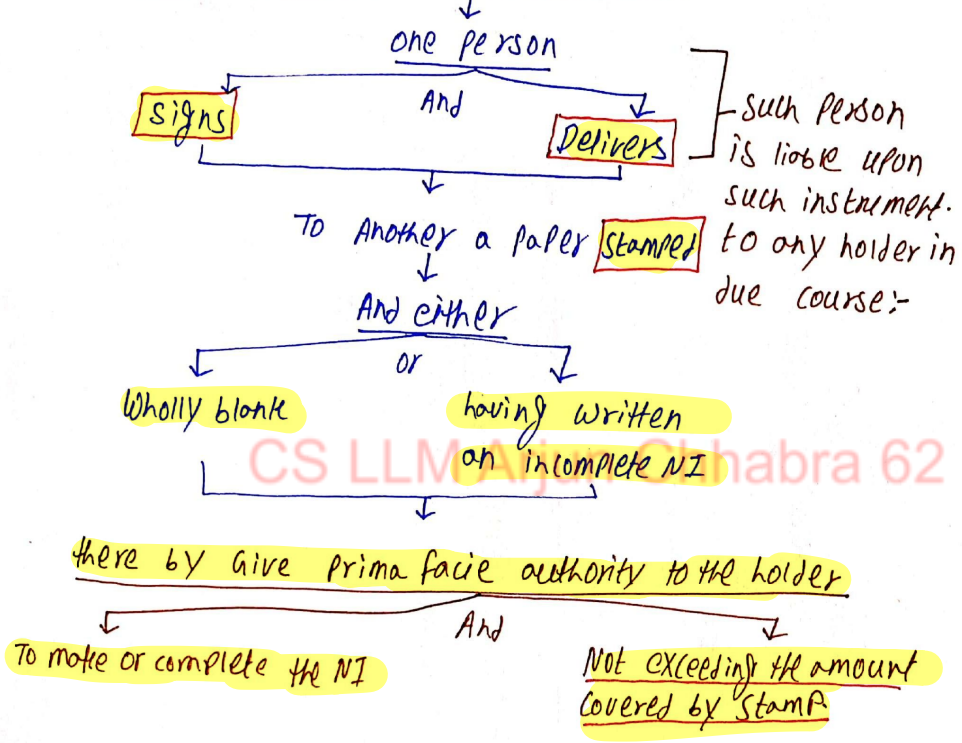 one person
And
Signs
Delivers
such person
is liable upon
such instrument.
to any holder in
due course:-
To Another a paper stamped
And either
or
Wholly blank
having written
an incomplete NI
CS LLM Arjun Chhabra 62
there by Give prima facie authority to the holder
And
To make or complete the NI
Not exceeding the amount
covered by stamp.